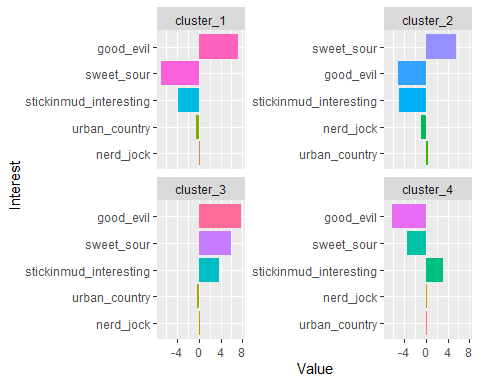 cluster_1
good_evil
sweet_sour
stickinmud_interesting
urban_country
nerd_jock
cluster_2
sweet_sour
good_evil
stickinmud_interesting
nerd_jock
urban_country
Interest
cluster_3
good_evil
sweet_sour
stickinmud_interesting
urban_country
nerd_jock
-4 0 4 8
cluster_4
good_evil
sweet_sour
stickinmud_interesting
nerd_jock
urban_country
-4 0 4 8
Value